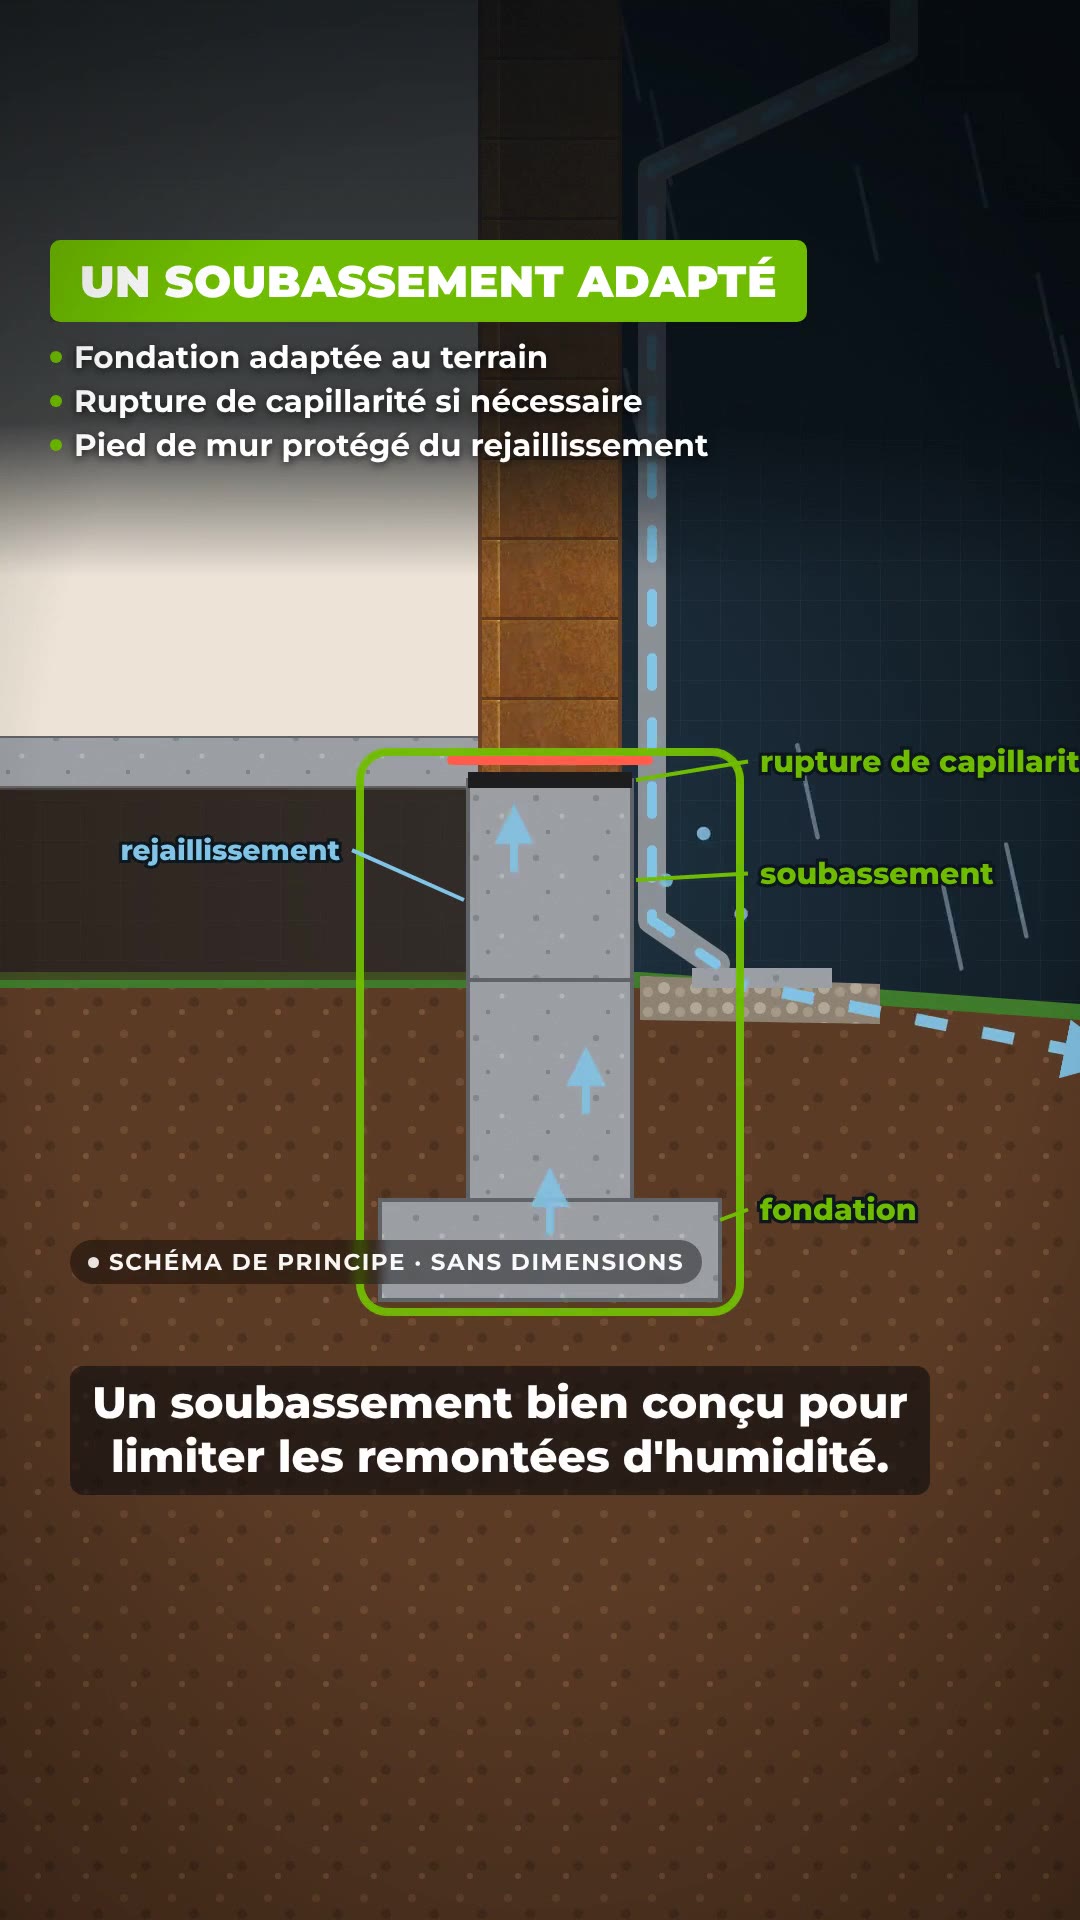 UN SOUBASSEMENT ADAPTÉ
Fondation adaptée au terrain
Rupture de capillarité si nécessaire
Pied de mur protégé du rejaillissement
rupture de capillarit
rejaillissement
soubassement
fondation
SCHÉMA DE PRINCIPE · SANS DIMENSIONS
Un soubassement bien conçu pour
limiter les remontées d'humidité.